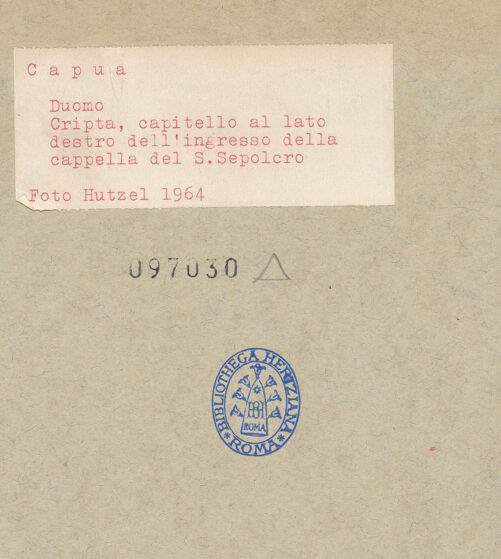 Capua
Duomo
Cripta, capitello al lato
destro dell'ingresso della
cappella del S.Sepolcro
Foto Hutzel 1964
097030
BIBLIOTHECA HERTZIANA
ROMA
ROMA